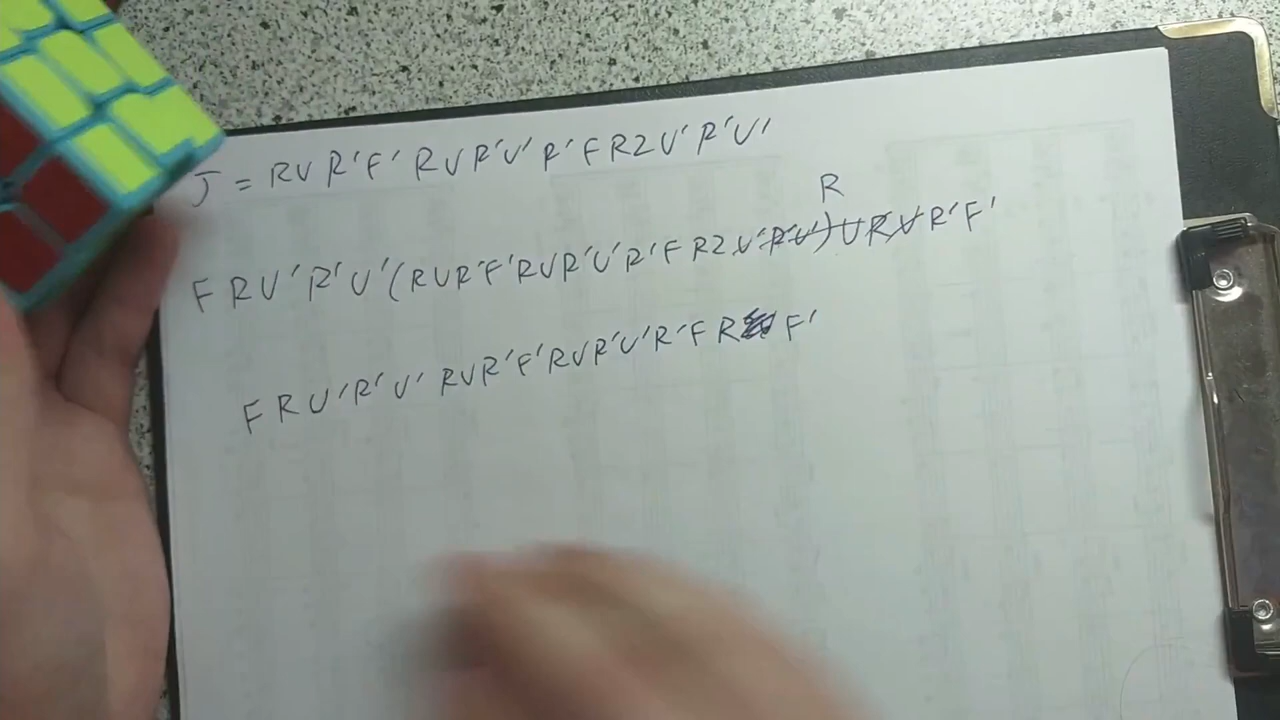 J = R U R' F' R U R' U' R' F R2 U' R' U'
R
F R U' R' U' (R U R' F' R U R' U' R' F R2 U' R' U') U R U R' F'
F R U' R' U' R U R' F' R U R' U' R' F R F'